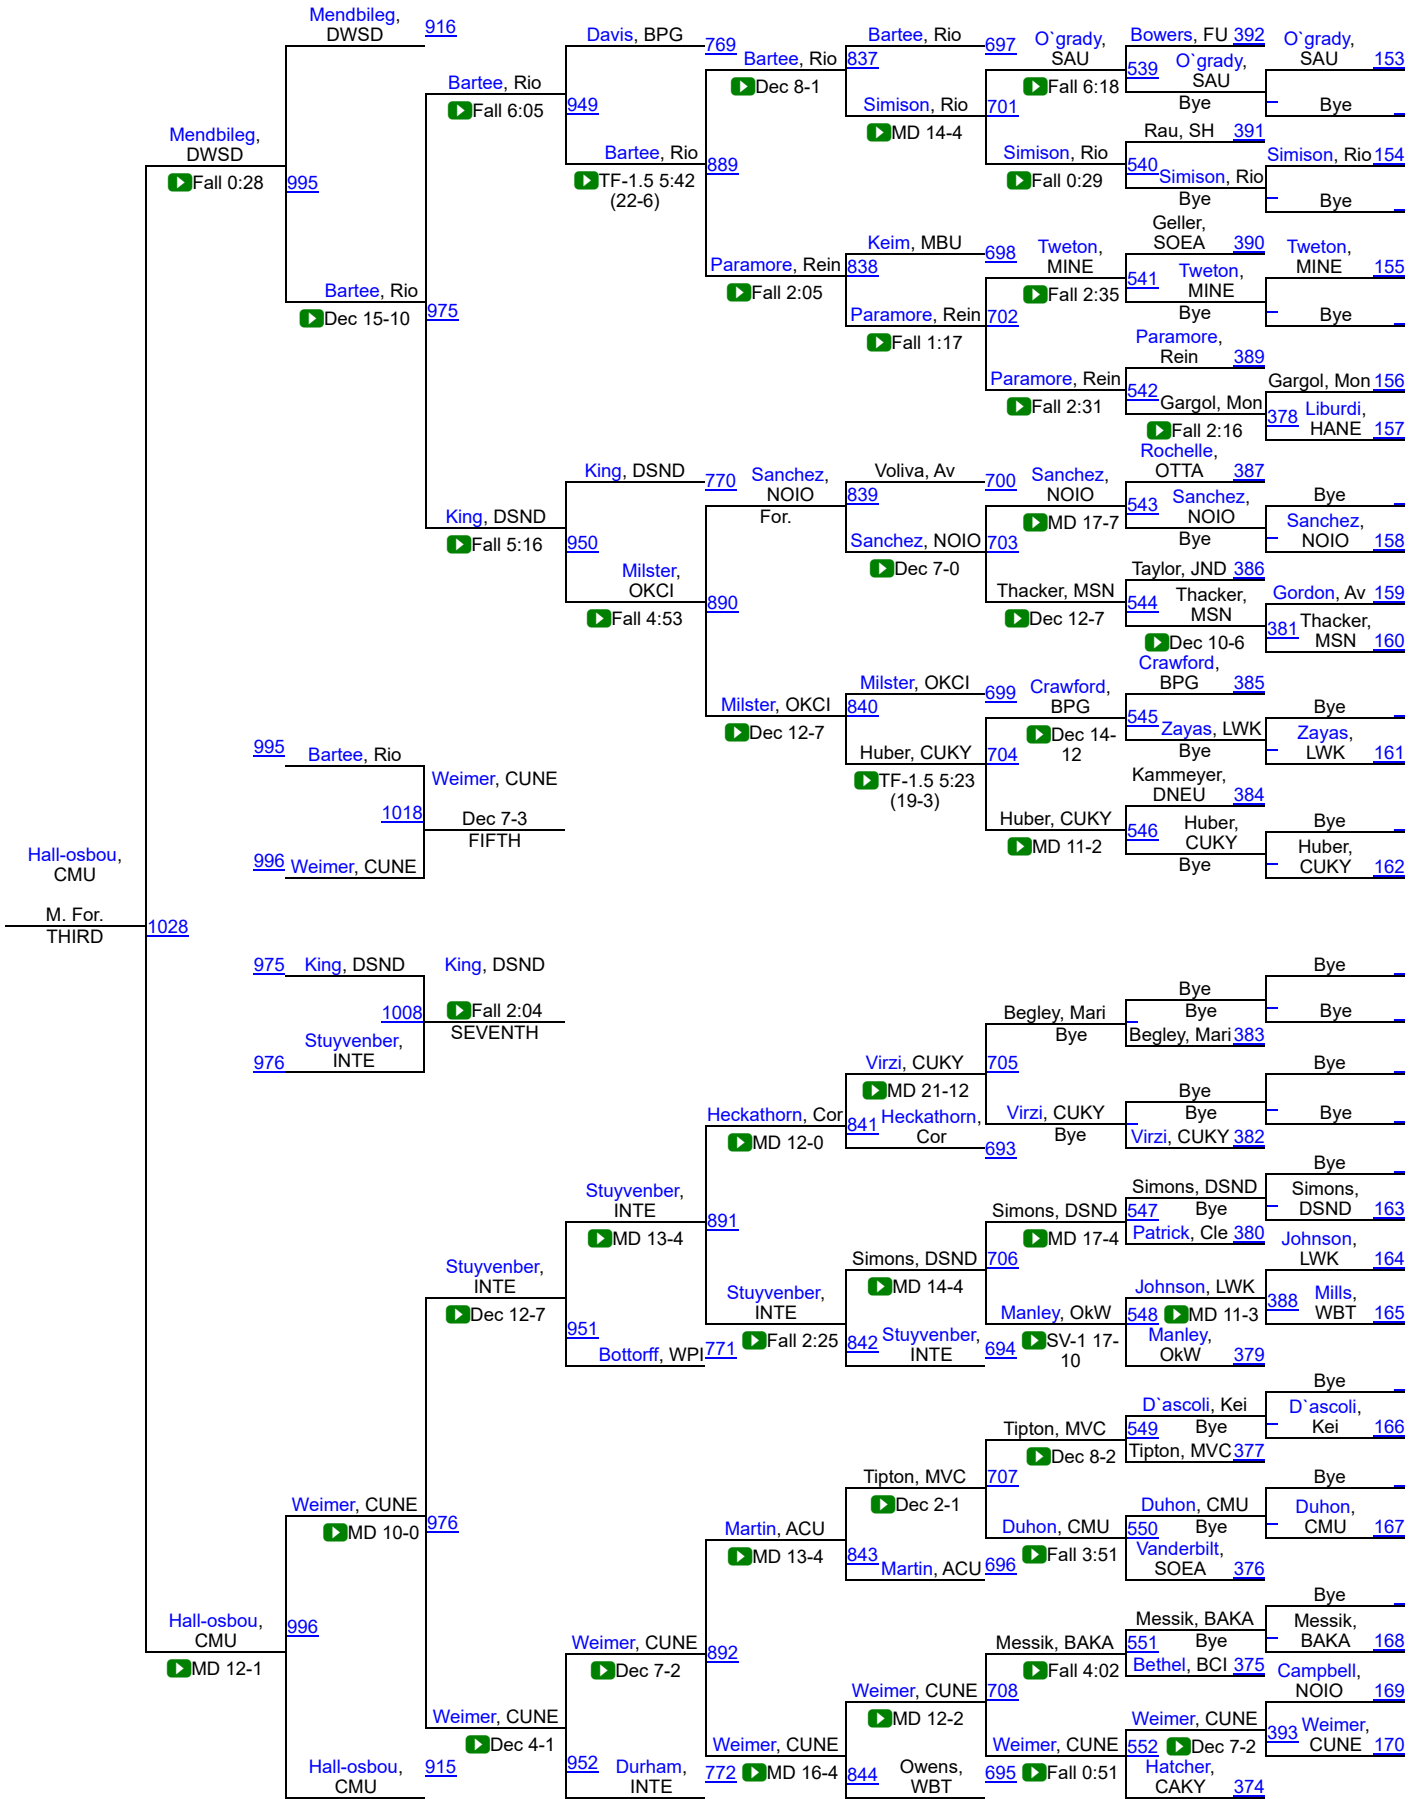 Mendbileg,
DWSD
916
Davis, BPG
769
Bartee, Rio
697
O`grady,
SAU
Bowers, FU 392
O`grady,
SAU
153
Bartee, Rio
837
539
O`grady,
SAU
Bartee, Rio
Fall 6:05
949
Dec 8-1
Simison, Rio
701
Fall 6:18
Bye
Bye
MD 14-4
Rau, SH 391
Mendbileg,
DWSD
Fall 0:28
995
Bartee, Rio
TF-1.5 5:42
(22-6)
889
Simison, Rio
Fall 0:29
540
Simison, Rio
Bye
Simison, Rio 154
Bye
Geller,
SOEA
390
Keim, MBU
698
Tweton,
MINE
Tweton,
MINE
155
Paramore, Rein
838
541
Tweton,
MINE
Fall 2:05
Fall 2:35
Bartee, Rio
Dec 15-10
975
Paramore, Rein
702
Fall 1:17
Bye
Bye
Paramore,
Rein
389
Paramore, Rein
Fall 2:31
542
Gargol, Mon
Fall 2:16
Gargol, Mon 156
378
Liburdi,
HANE
157
Rochelle,
OTTA
387
King, DSND
770
Sanchez,
NOIO
For.
Voliva, Av
700
839
Sanchez,
NOIO
MD 17-7
543
Sanchez,
NOIO
Bye
Bye
Sanchez,
NOIO
158
King, DSND
Fall 5:16
950
Sanchez, NOIO
703
Dec 7-0
Taylor, JND 386
Milster,
OKCI
Fall 4:53
890
Thacker, MSN
Dec 12-7
544
Thacker,
MSN
Dec 10-6
Gordon, Av 159
381
Thacker,
MSN
160
Crawford,
BPG
385
Milster, OKCI
699
Crawford,
BPG
Dec 14-
12
Milster, OKCI
Dec 12-7
840
545
Zayas, LWK
Bye
Bye
Zayas,
LWK
161
995
Bartee, Rio
Huber, CUKY
704
TF-1.5 5:23
(19-3)
Weimer, CUNE
Kammeyer,
DNEU
384
1018
Dec 7-3
FIFTH
Huber, CUKY
MD 11-2
546
Huber,
CUKY
Bye
Bye
Huber,
CUKY
162
Hall-osbou,
CMU
996
Weimer, CUNE
M. For.
THIRD
1028
975
King, DSND
King, DSND
Bye
1008
Fall 2:04
SEVENTH
Begley, Mari
Bye
Bye
Bye
Bye
Begley, Mari 383
Stuyvenber,
INTE
976
Virzi, CUKY
705
MD 21-12
Bye
Heckathorn, Cor
MD 12-0
841
Heckathorn,
Cor
693
Virzi, CUKY
Bye
Bye
Bye
Bye
Virzi, CUKY 382
Bye
Stuyvenber,
INTE
MD 13-4
891
Simons, DSND
MD 17-4
Simons, DSND
547
Bye
Patrick, Cle 380
Simons,
DSND
163
Stuyvenber,
INTE
Dec 12-7
Simons, DSND
706
MD 14-4
Johnson,
LWK
164
Stuyvenber,
INTE
Fall 2:25
Manley, OkW
SV-1 17-
10
Johnson, LWK
548
MD 11-3
388
Mills,
WBT
165
951
Bottorff, WPI
771
842
Stuyvenber,
INTE
694
Manley,
OkW
379
Bye
D`ascoli, Kei
549
Bye
Tipton, MVC 377
D`ascoli,
Kei
166
Tipton, MVC
Dec 8-2
Tipton, MVC
707
Dec 2-1
Bye
Weimer, CUNE
MD 10-0
976
Martin, ACU
MD 13-4
843
Martin, ACU
696
Duhon, CMU
Fall 3:51
Duhon, CMU
550
Bye
Vanderbilt,
SOEA
376
Duhon,
CMU
167
Bye
Hall-osbou,
CMU
MD 12-1
996
Weimer, CUNE
Dec 7-2
892
Messik, BAKA
Fall 4:02
Messik, BAKA
551
Bye
Bethel, BCI 375
Messik,
BAKA
168
Weimer, CUNE
708
MD 12-2
Campbell,
NOIO
169
Weimer, CUNE
Dec 4-1
Weimer, CUNE
MD 16-4
Weimer, CUNE
Fall 0:51
Weimer, CUNE
552
Dec 7-2
393
Weimer,
CUNE
170
Hall-osbou,
CMU
915
952
Durham,
INTE
772
844
Owens,
WBT
695
Hatcher,
CAKY
374